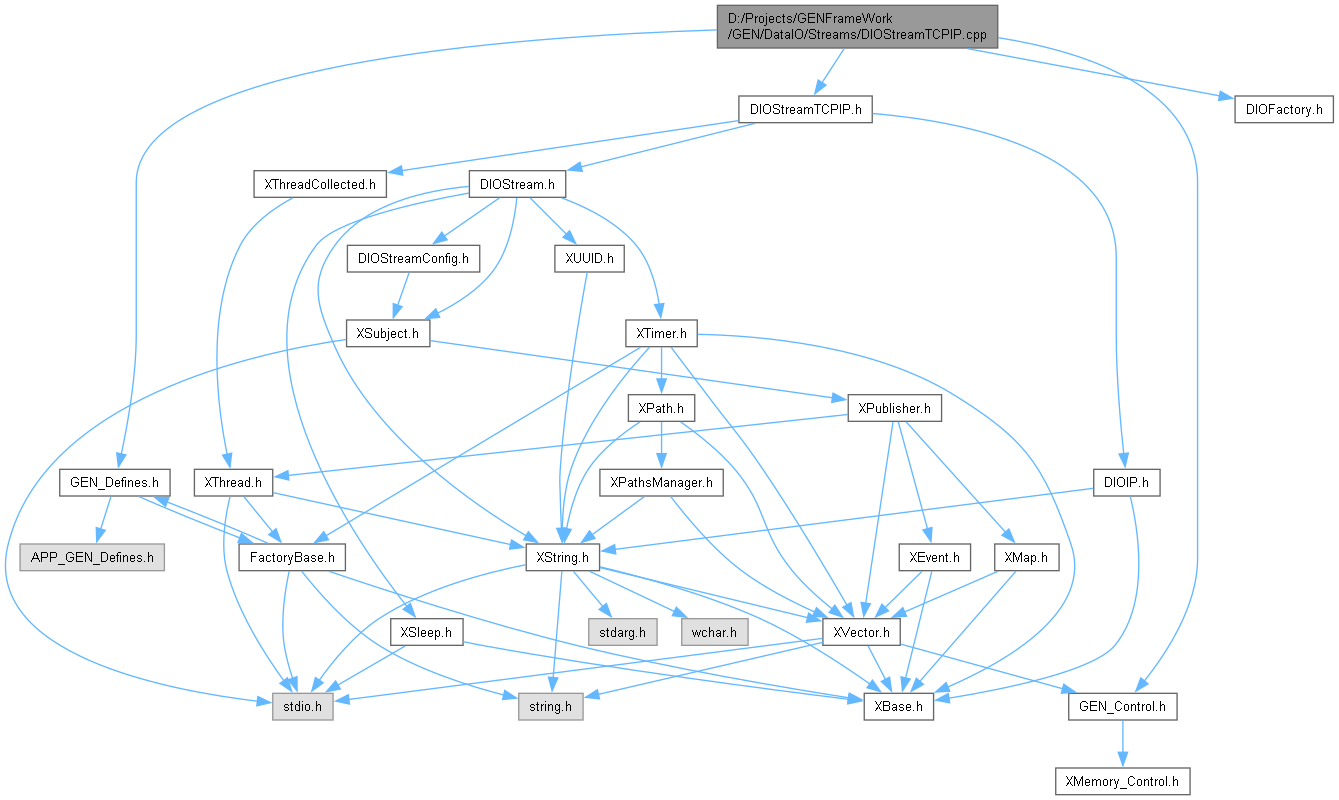 D:/Projects/GENFrameWork
/GEN/DataIO/Streams/DIOStreamTCPIP.cpp
DIOStreamTCPIP.h
DIOFactory.h
XThreadCollected.h
DIOStream.h
DIOStreamConfig.h
XUUID.h
XSubject.h
XTimer.h
XPath.h
XPublisher.h
GEN_Defines.h
XThread.h
XPathsManager.h
DIOIP.h
APP_GEN_Defines.h
FactoryBase.h
XString.h
XEvent.h
XMap.h
XSleep.h
stdarg.h
wchar.h
XVector.h
stdio.h
string.h
XBase.h
GEN_Control.h
XMemory_Control.h